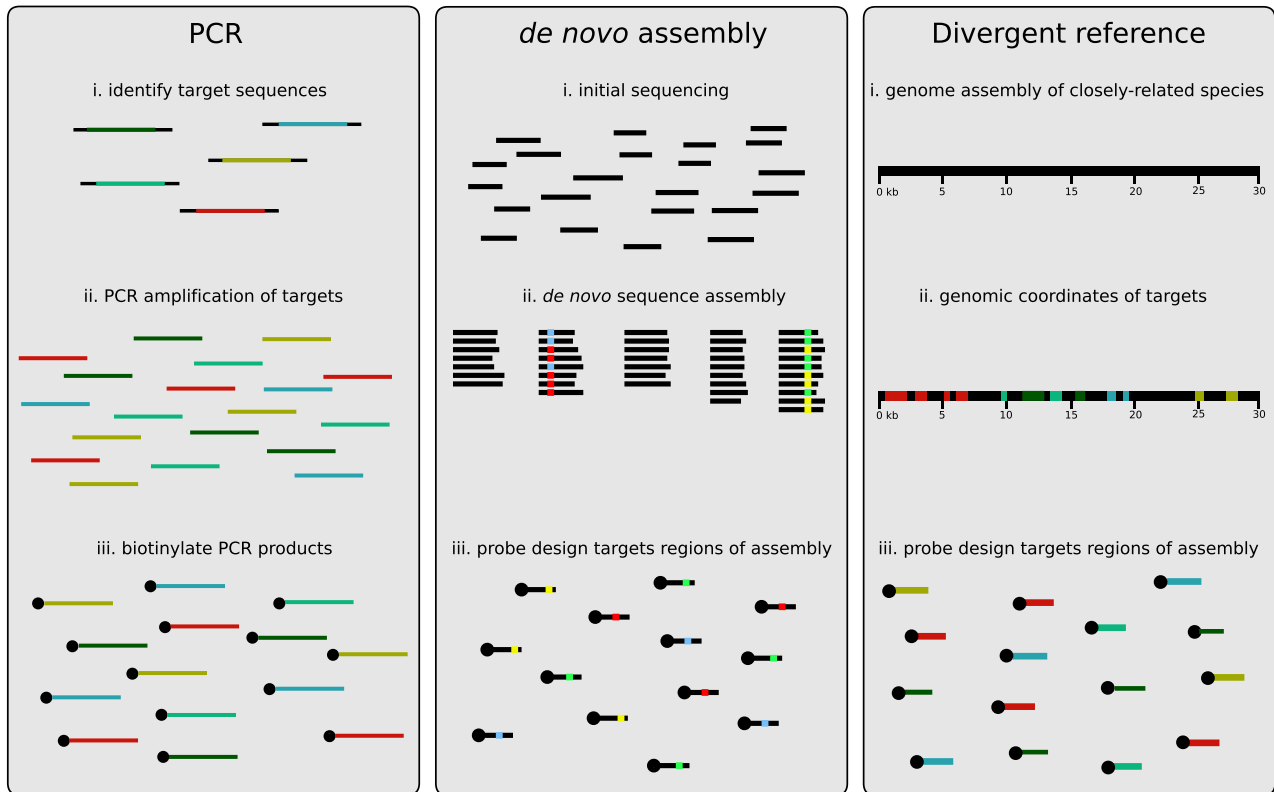 PCR
i. identify target sequences
ii. PCR amplification of targets
iii. biotinylate PCR products
de novo assembly
i. initial sequencing
ii. de novo sequence assembly
iii. probe design targets regions of assembly
Divergent reference
i. genome assembly of closely-related species
0 kb 5 10 15 20 25 30
ii. genomic coordinates of targets
0 kb 5 10 15 20 25 30
iii. probe design targets regions of assembly